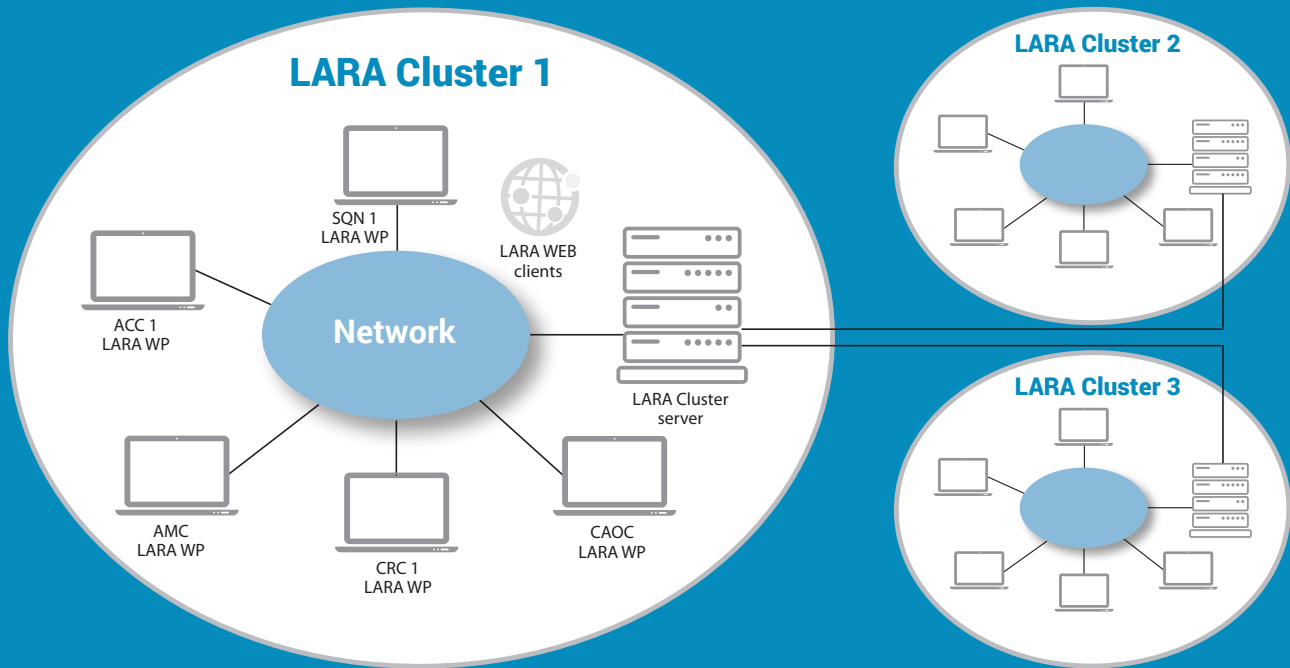 LARA Cluster 1
SQN 1
LARA WP
LARA WEB
clients
ACC 1
LARA WP
Network
LARA Cluster
server
AMC
LARA WP
CRC 1
LARA WP
CAOC
LARA WP
LARA Cluster 2
LARA Cluster 3